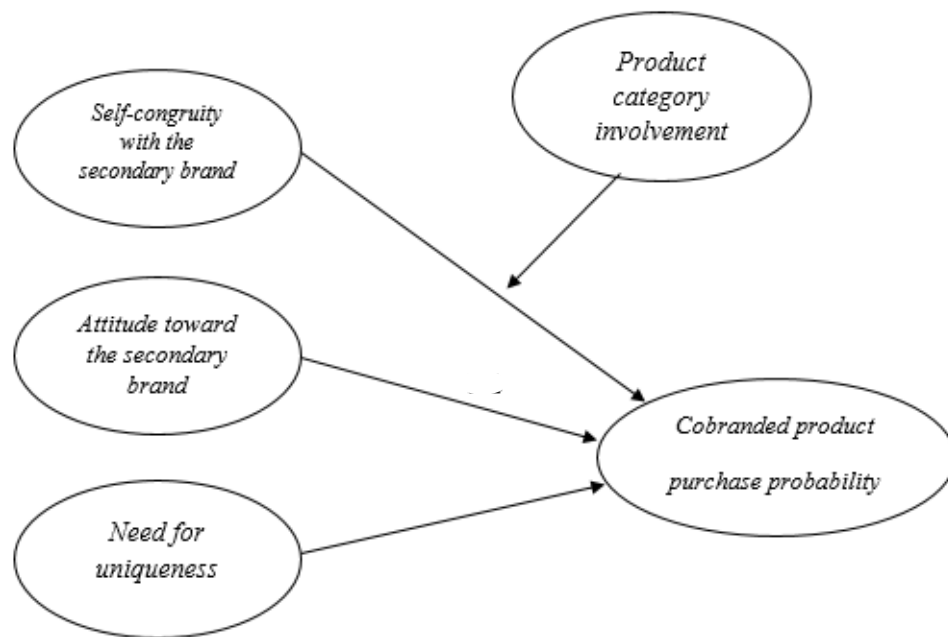 Product
category
involvement
Self-congruity
with the
secondary brand
Attitude toward
the secondary
brand
Cobranded product
purchase probability
Need for
uniqueness